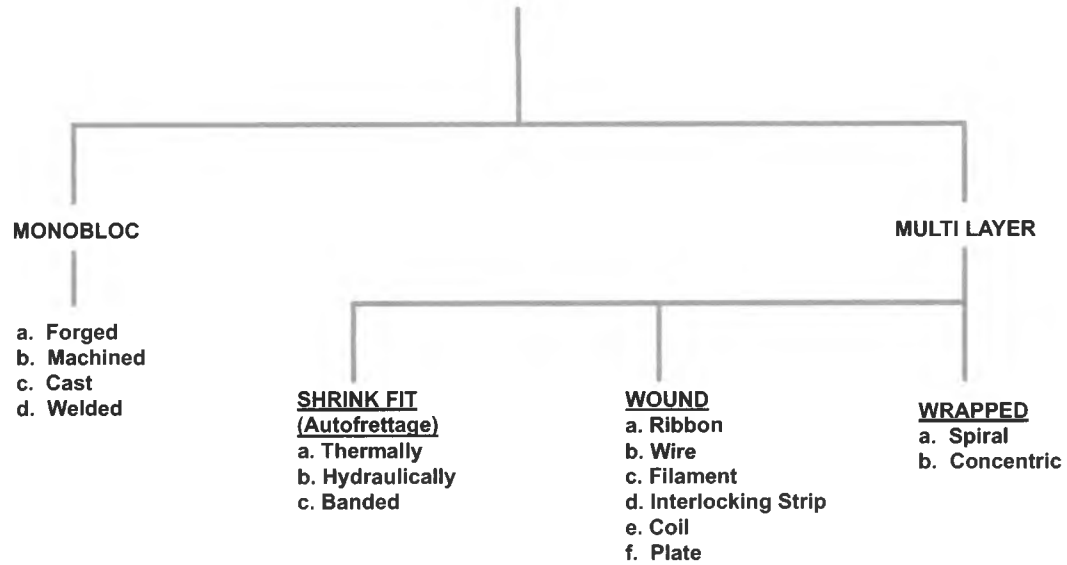 MONOBLOC
a. Forged
b. Machined
c. Cast
d. Welded
MULTI LAYER
SHRINK FIT
(Autofrettage)
a. Thermally
b. Hydraulically
c. Banded
WOUND
a. Ribbon
b. Wire
c. Filament
d. Interlocking Strip
e. Coil
f. Plate
WRAPPED
a. Spiral
b. Concentric